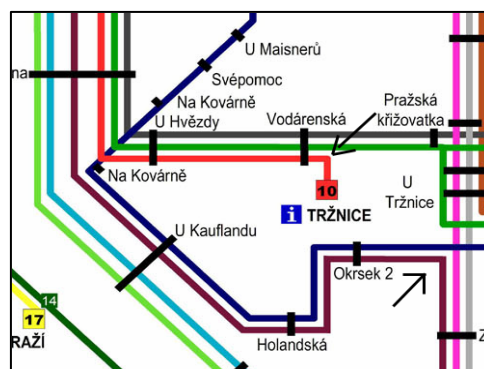 U Maisnerů
na
Svépomoc
Na Kovárně
U Hvězdy
Vodárenská
Pražská
křižovatka
Na Kovárně
10
U
Tržnice
i TRŽNICE
U Kauflandu
Okrsek 2
14
17
RAŽÍ
Holandská
Z